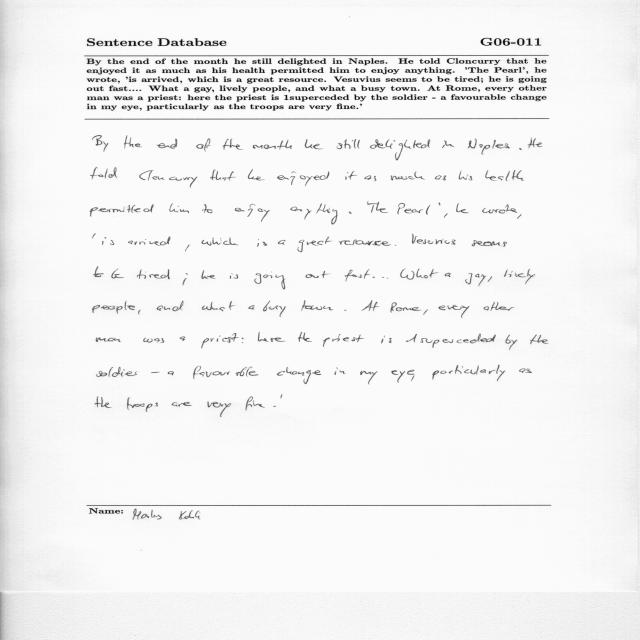 Sentence Database G06-011
By the end of the month he still delighted in Naples. He told Cloncurry that he
enjoyed it as much as his health permitted him to enjoy anything. 'The Pearl', he
wrote, 'is arrived, which is a great resource. Vesuvius seems to be tired; he is going
out fast.... What a gay, lively people, and what a busy town. At Rome, every other
man was a priest: here the priest is 1superceded by the soldier - a favourable change
in my eye, particularly as the troops are very fine.'
By the end of the month he still delighted in Naples. He
told Cloncurry that he enjoyed it as much as his health
permitted him to enjoy anything. 'The Pearl', he wrote,
'is arrived, which is a great resource. Vesuvius seems
to be tired; he is going out fast... What a gay, lively
people, and what a busy town. At Rome, every other
man was a priest: here the priest is 1superceded by the
soldier - a favourable change in my eye, particularly as
the troops are very fine.'
Name: